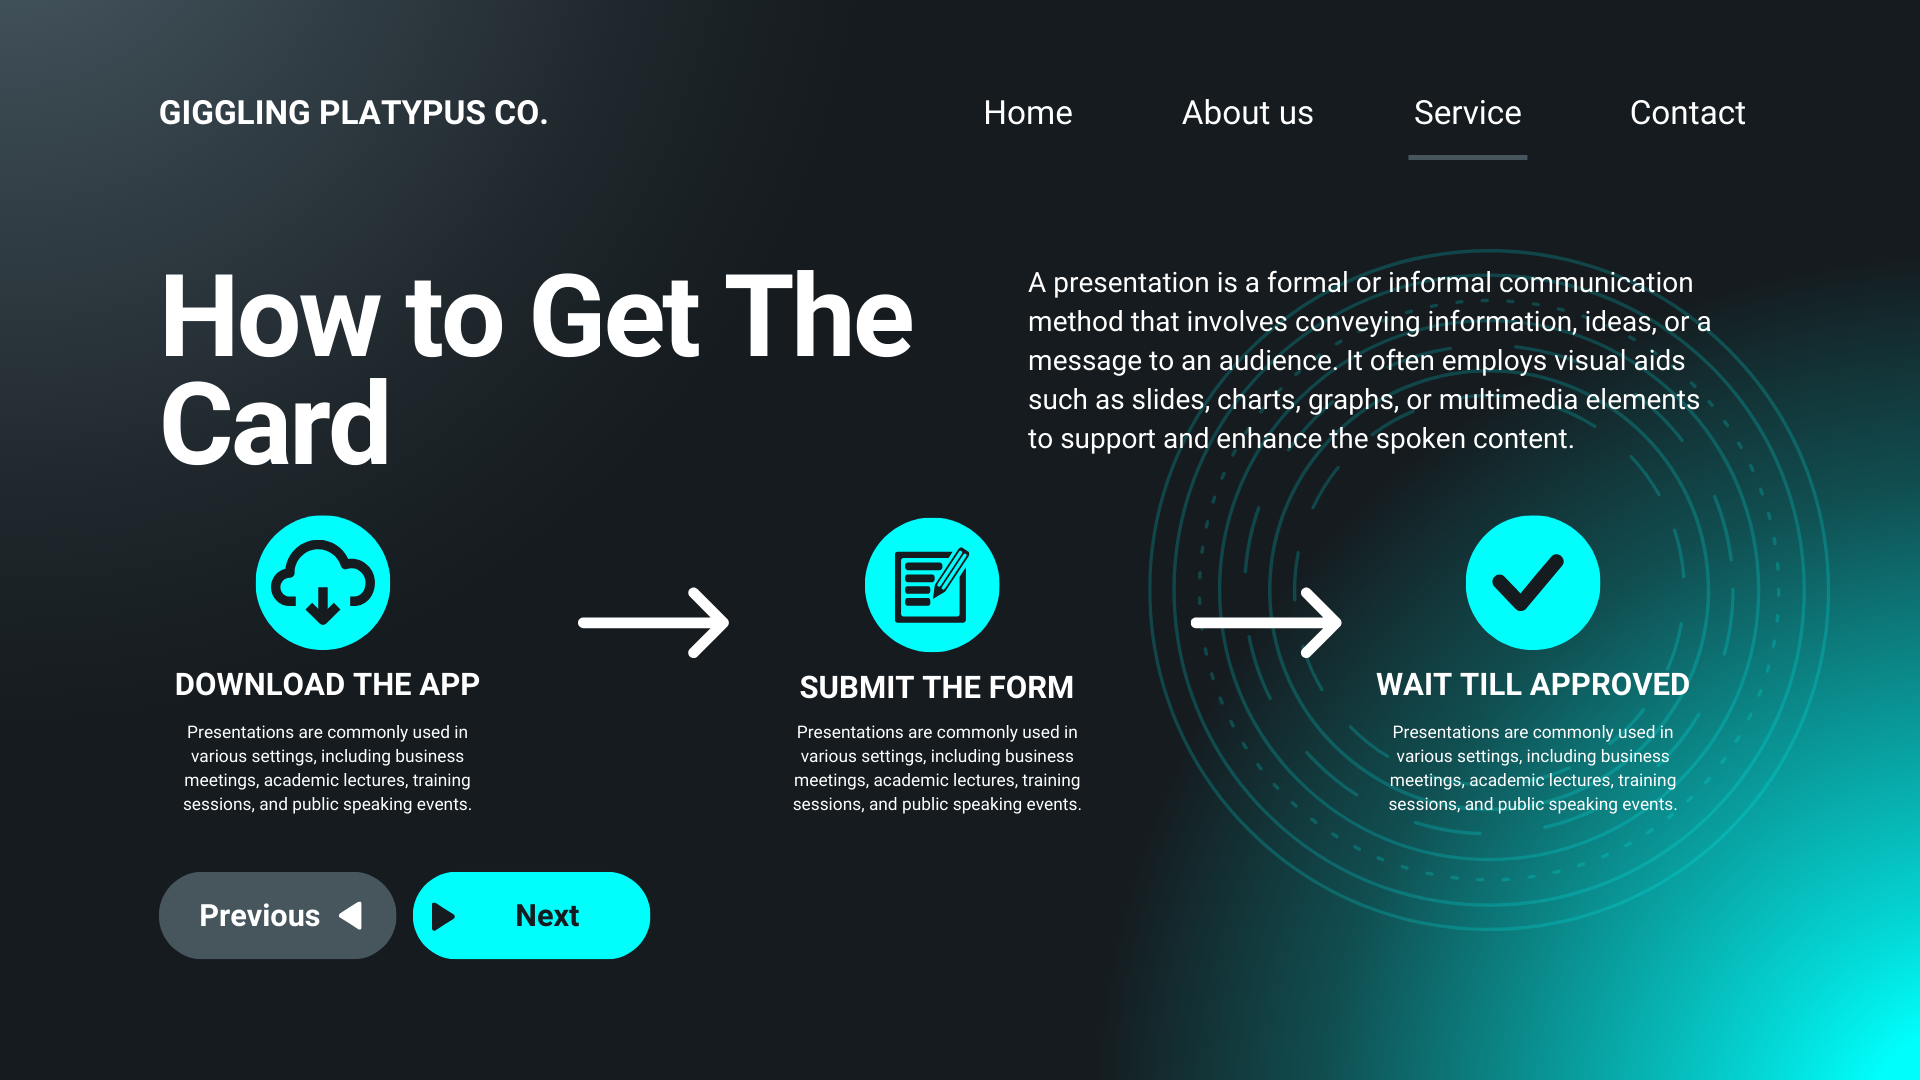 GIGGLING PLATYPUS CO.
Home
About us
Service
Contact
How to Get The
Card
A presentation is a formal or informal communication
method that involves conveying information, ideas, or a
message to an audience. It often employs visual aids
such as slides, charts, graphs, or multimedia elements
to support and enhance the spoken content.
DOWNLOAD THE APP
Presentations are commonly used in
various settings, including business
meetings, academic lectures, training
sessions, and public speaking events.
SUBMIT THE FORM
Presentations are commonly used in
various settings, including business
meetings, academic lectures, training
sessions, and public speaking events.
WAIT TILL APPROVED
Presentations are commonly used in
various settings, including business
meetings, academic lectures, training
sessions, and public speaking events.
Previous
Next